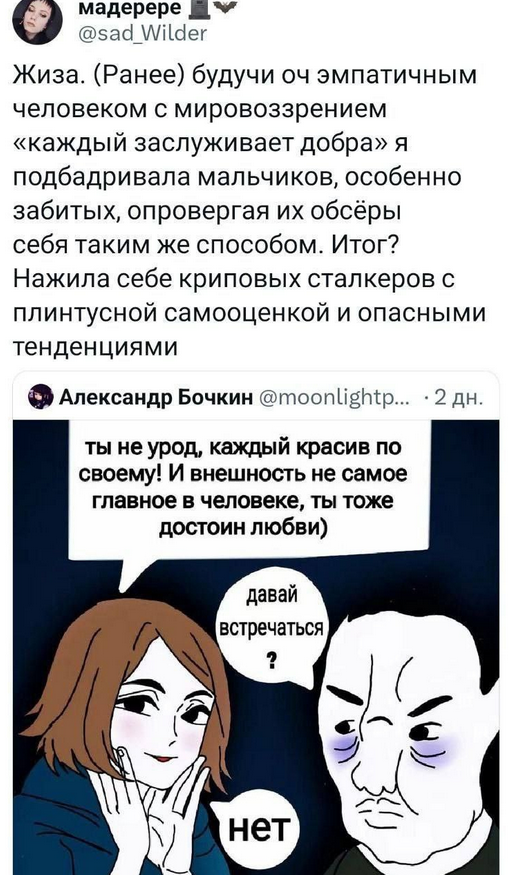 мадерере
@sad_Wilder
Жиза. (Ранее) будучи оч эмпатичным
человеком с мировоззрением
«каждый заслуживает добра» я
подбадривала мальчиков, особенно
забитых, опровергая их обсёры
себя таким же способом. Итог?
Нажила себе криповых сталкеров с
плинтусной самооценкой и опасными
тенденциями
Александр Бочкин @moonlightp... · 2 дн.
ты не урод, каждый красив по
своему! И внешность не самое
главное в человеке, ты тоже
достоин любви)
давай
встречаться
?
нет